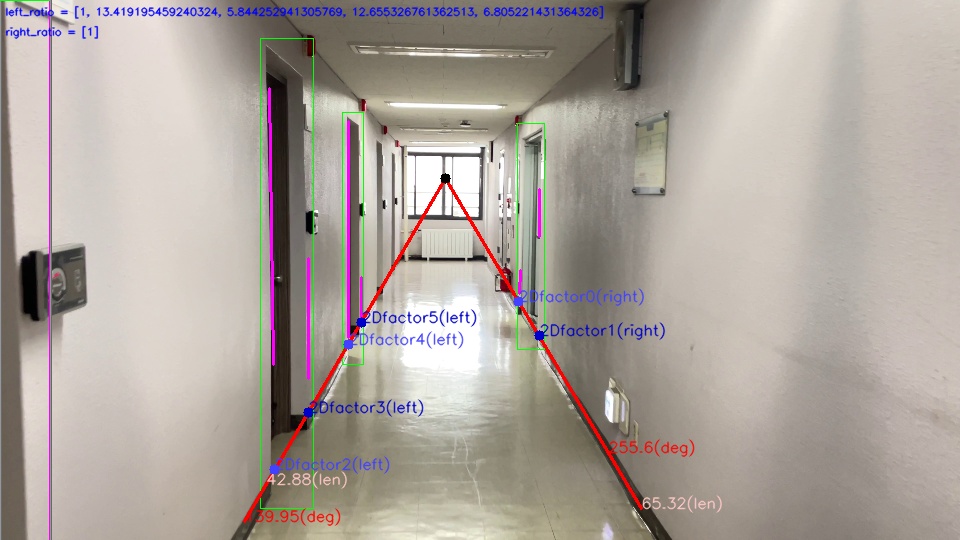 left_ratio = [1, 13.419195459240324, 5.844252941305769, 12.655326761362513, 6.805221431364326]
right_ratio = [1]
2Dfactor0(right)
2Dfactor5(left)
2Dfactor1(right)
2Dfactor4(left)
2Dfactor3(left)
255.6(deg)
2Dfactor2(left)
42.88(len)
65.32(len)
39.95(deg)